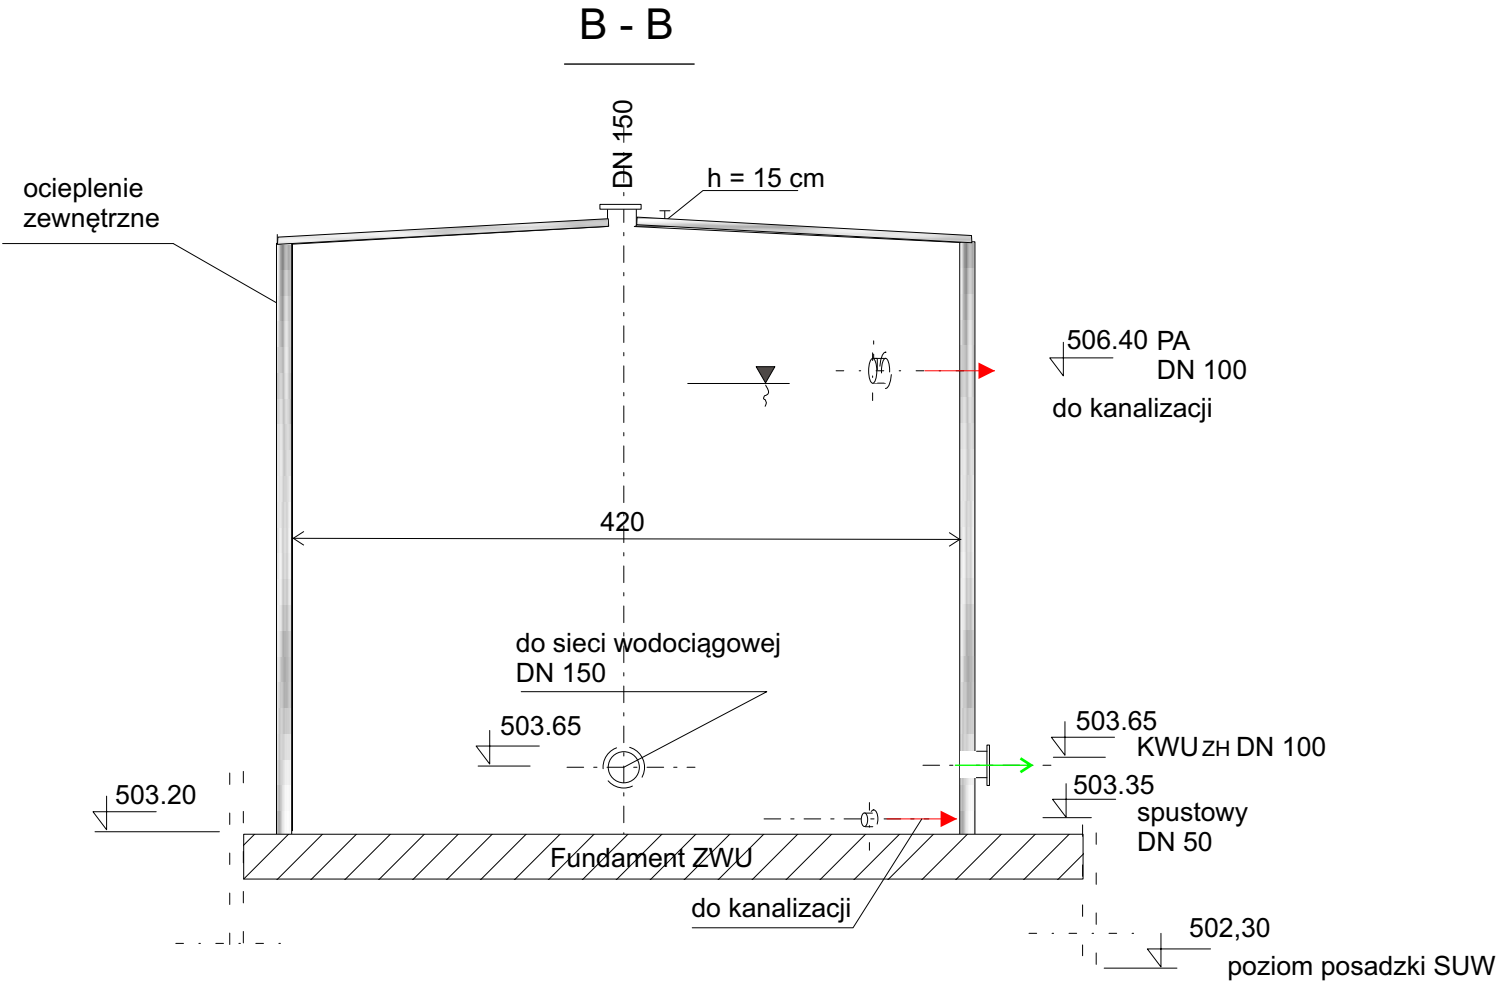 B - B
DN 150
h = 15 cm
ocieplenie
zewnętrzne
506.40 PA
DN 100
do kanalizacji
420
do sieci wodociągowej
DN 150
503.65
503.65
KWU ZH DN 100
503.20
503.35
spustowy
DN 50
Fundament ZWU
do kanalizacji
502,30
poziom posadzki SUW